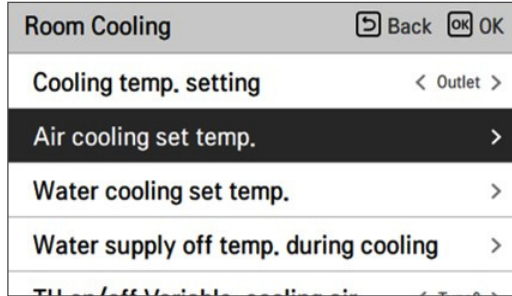 Room Cooling Back OK OK
Cooling temp. setting < Outlet >
Air cooling set temp. >
Water cooling set temp. >
Water supply off temp. during cooling >